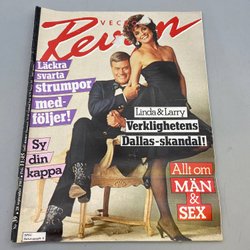 VECKO
Revyn
Läckra
svarta
strumpor
med-
följer!
Linda & Larry
Verklighetens
Dallas-skandal!
Sy
din
kappa
Allt om
MÄN
&
SEX